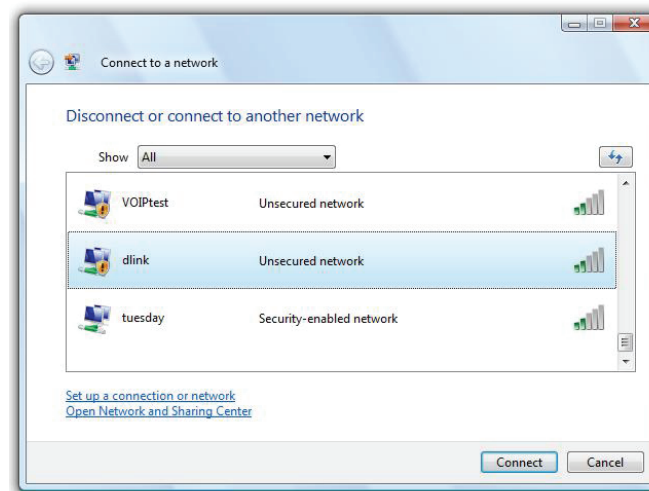 Connect to a network
Disconnect or connect to another network
Show All
VOIPtest Unsecured network
dlink Unsecured network
tuesday Security-enabled network
Set up a connection or network
Open Network and Sharing Center
Connect Cancel